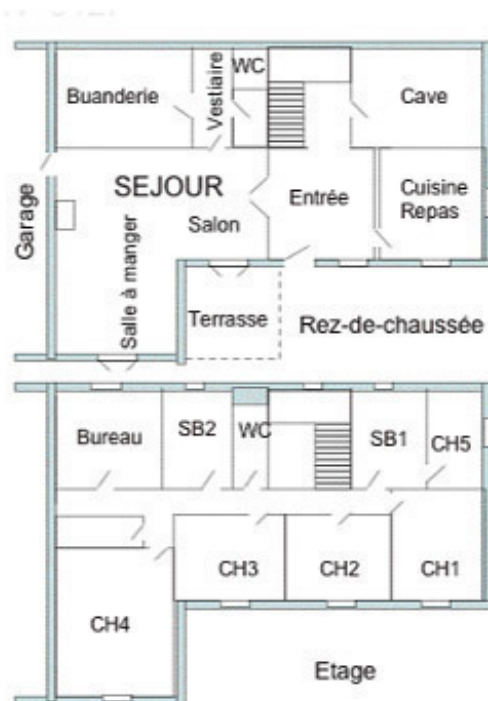 Buanderie
Vestiaire
WC
Cave
Garage
SEJOUR
Salon
Salle à manger
Entrée
Cuisine
Repas
Terrasse
Rez-de-chaussée
Bureau
SB2
WC
SB1
CH5
CH3
CH2
CH1
CH4
Etage